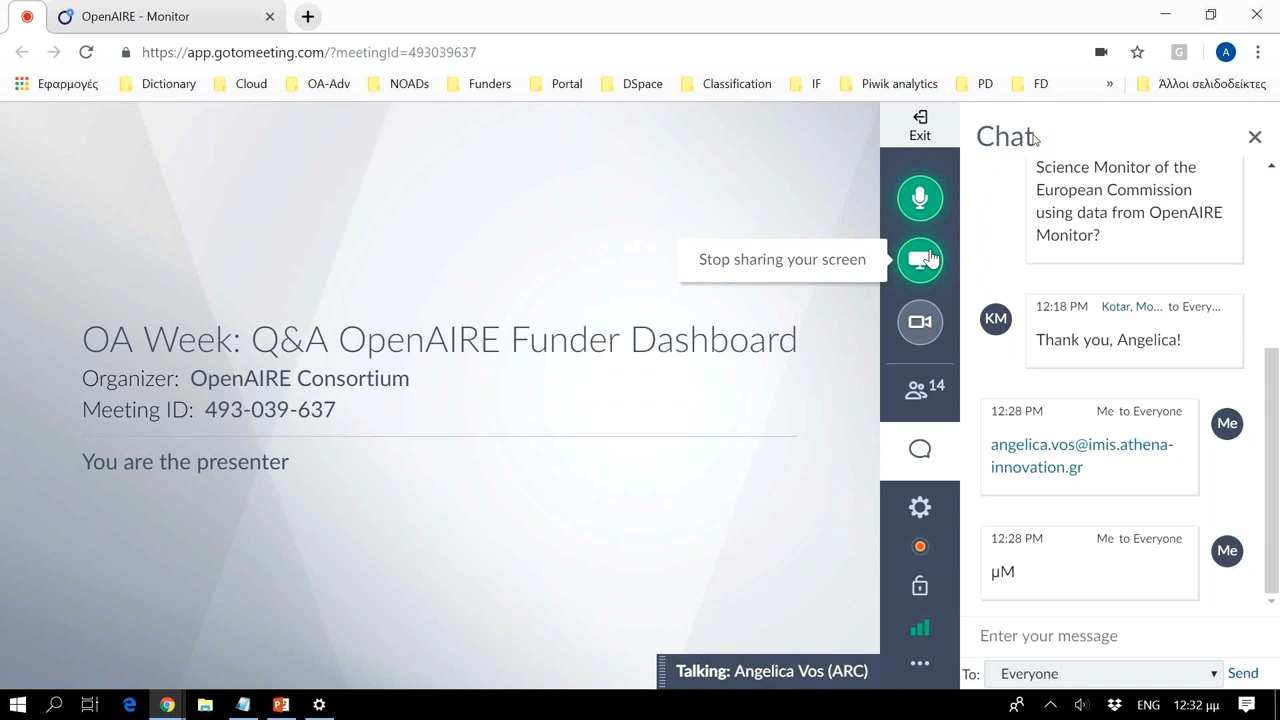 OpenAIRE - Monitor
https://app.gotomeeting.com/?meetingId=493039637
G
A
Εφαρμογές
Dictionary
Cloud
OA-Adv
NOADs
Funders
Portal
DSpace
Classification
IF
Piwik analytics
PD
FD
»
Άλλοι σελιδοδείκτες
Exit
Chat
Science Monitor of the
European Commission
using data from OpenAIRE
Monitor?
Stop sharing your screen
12:18 PM Kotar, Mo... to Every...
KM
Thank you, Angelica!
OA Week: Q&A OpenAIRE Funder Dashboard
Organizer: OpenAIRE Consortium
Meeting ID: 493-039-637
You are the presenter
14
12:28 PM Me to Everyone
Me
angelica.vos@imis.athena-
innovation.gr
12:28 PM Me to Everyone
Me
μM
Enter your message
To: Everyone Send
Talking: Angelica Vos (ARC)
ENG 12:32 μμ